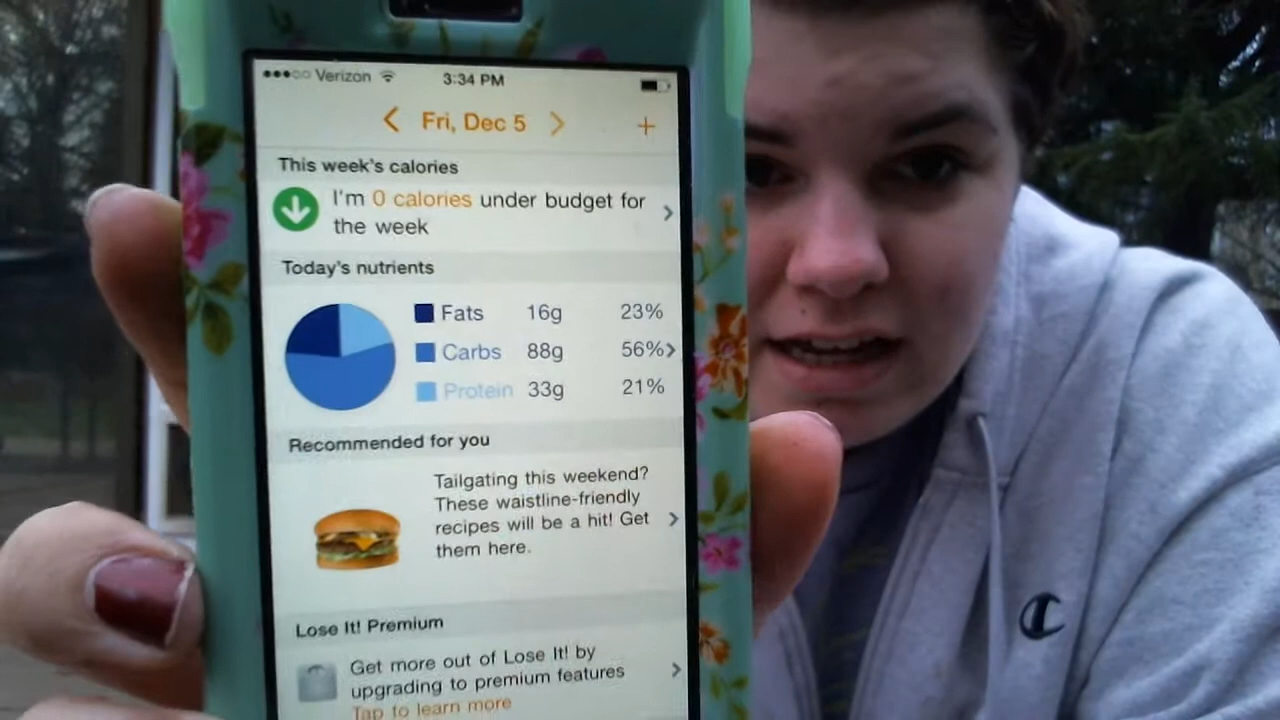 Verizon 3:34 PM
Fri, Dec 5 +
This week's calories
I'm 0 calories under budget for
the week
Today's nutrients
Fats 16g 23%
Carbs 88g 56%
Protein 33g 21%
Recommended for you
Tailgating this weekend?
These waistline-friendly
recipes will be a hit! Get
them here.
Lose It! Premium
Get more out of Lose It! by
upgrading to premium features
Tap to learn more